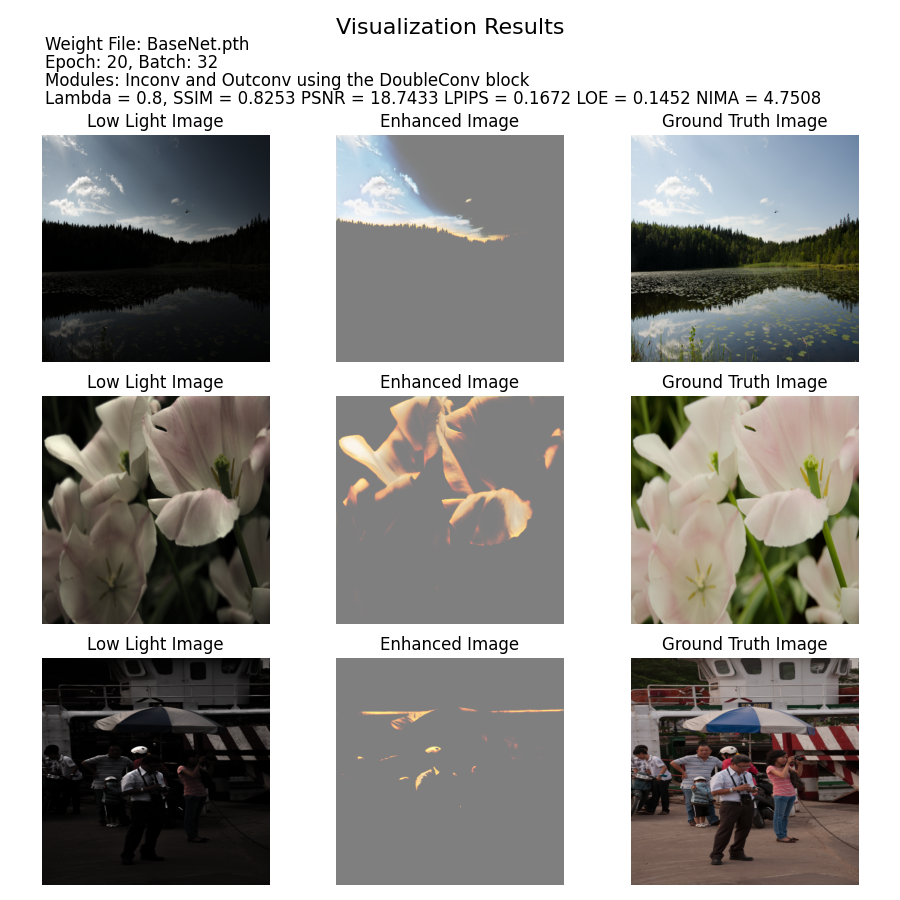 Visualization Results
Weight File: BaseNet.pth
Epoch: 20, Batch: 32
Modules: Inconv and Outconv using the DoubleConv block
Lambda = 0.8, SSIM = 0.8253 PSNR = 18.7433 LPIPS = 0.1672 LOE = 0.1452 NIMA = 4.7508
Low Light Image Enhanced Image Ground Truth Image
Low Light Image Enhanced Image Ground Truth Image
Low Light Image Enhanced Image Ground Truth Image